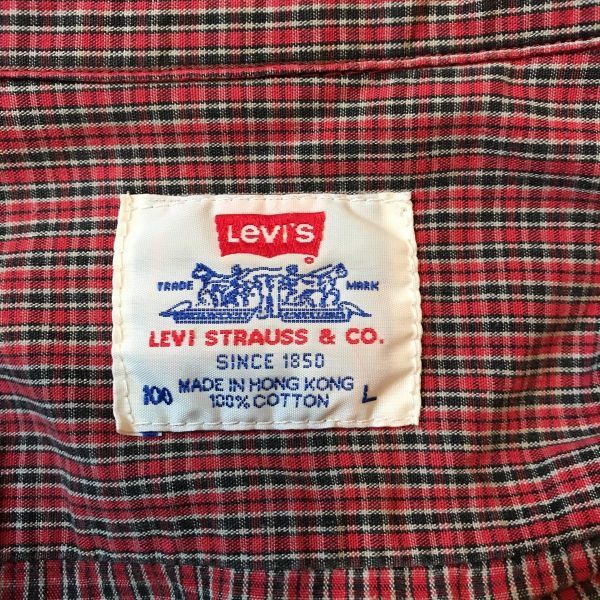 Levi's
®
TRADE MARK
LEVI STRAUSS & CO.
SINCE 1850
100 MADE IN HONG KONG L
100% COTTON